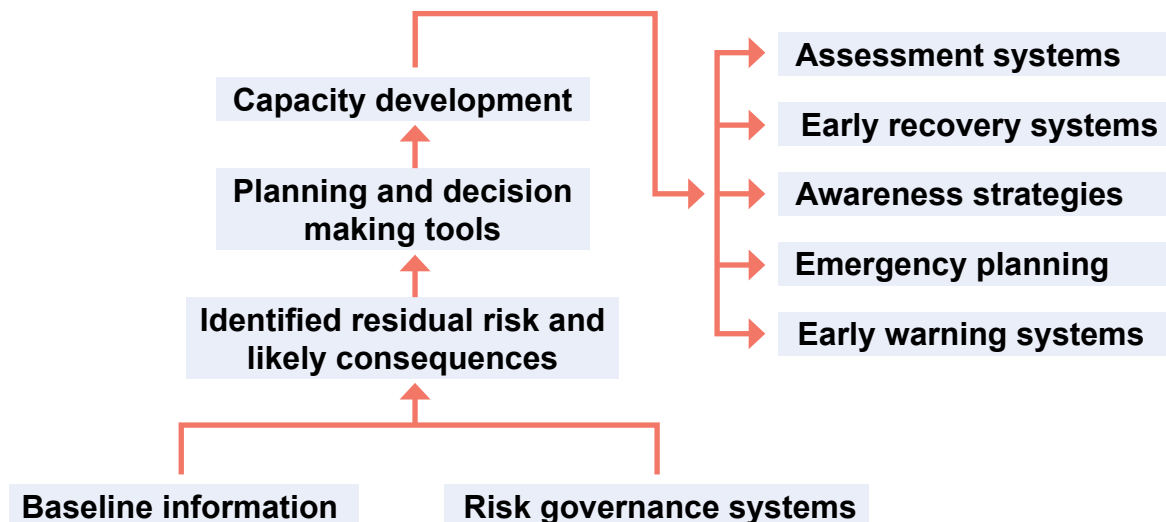 Capacity development
Planning and decision
making tools
Identified residual risk and
likely consequences
Baseline information
Risk governance systems
Assessment systems
Early recovery systems
Awareness strategies
Emergency planning
Early warning systems